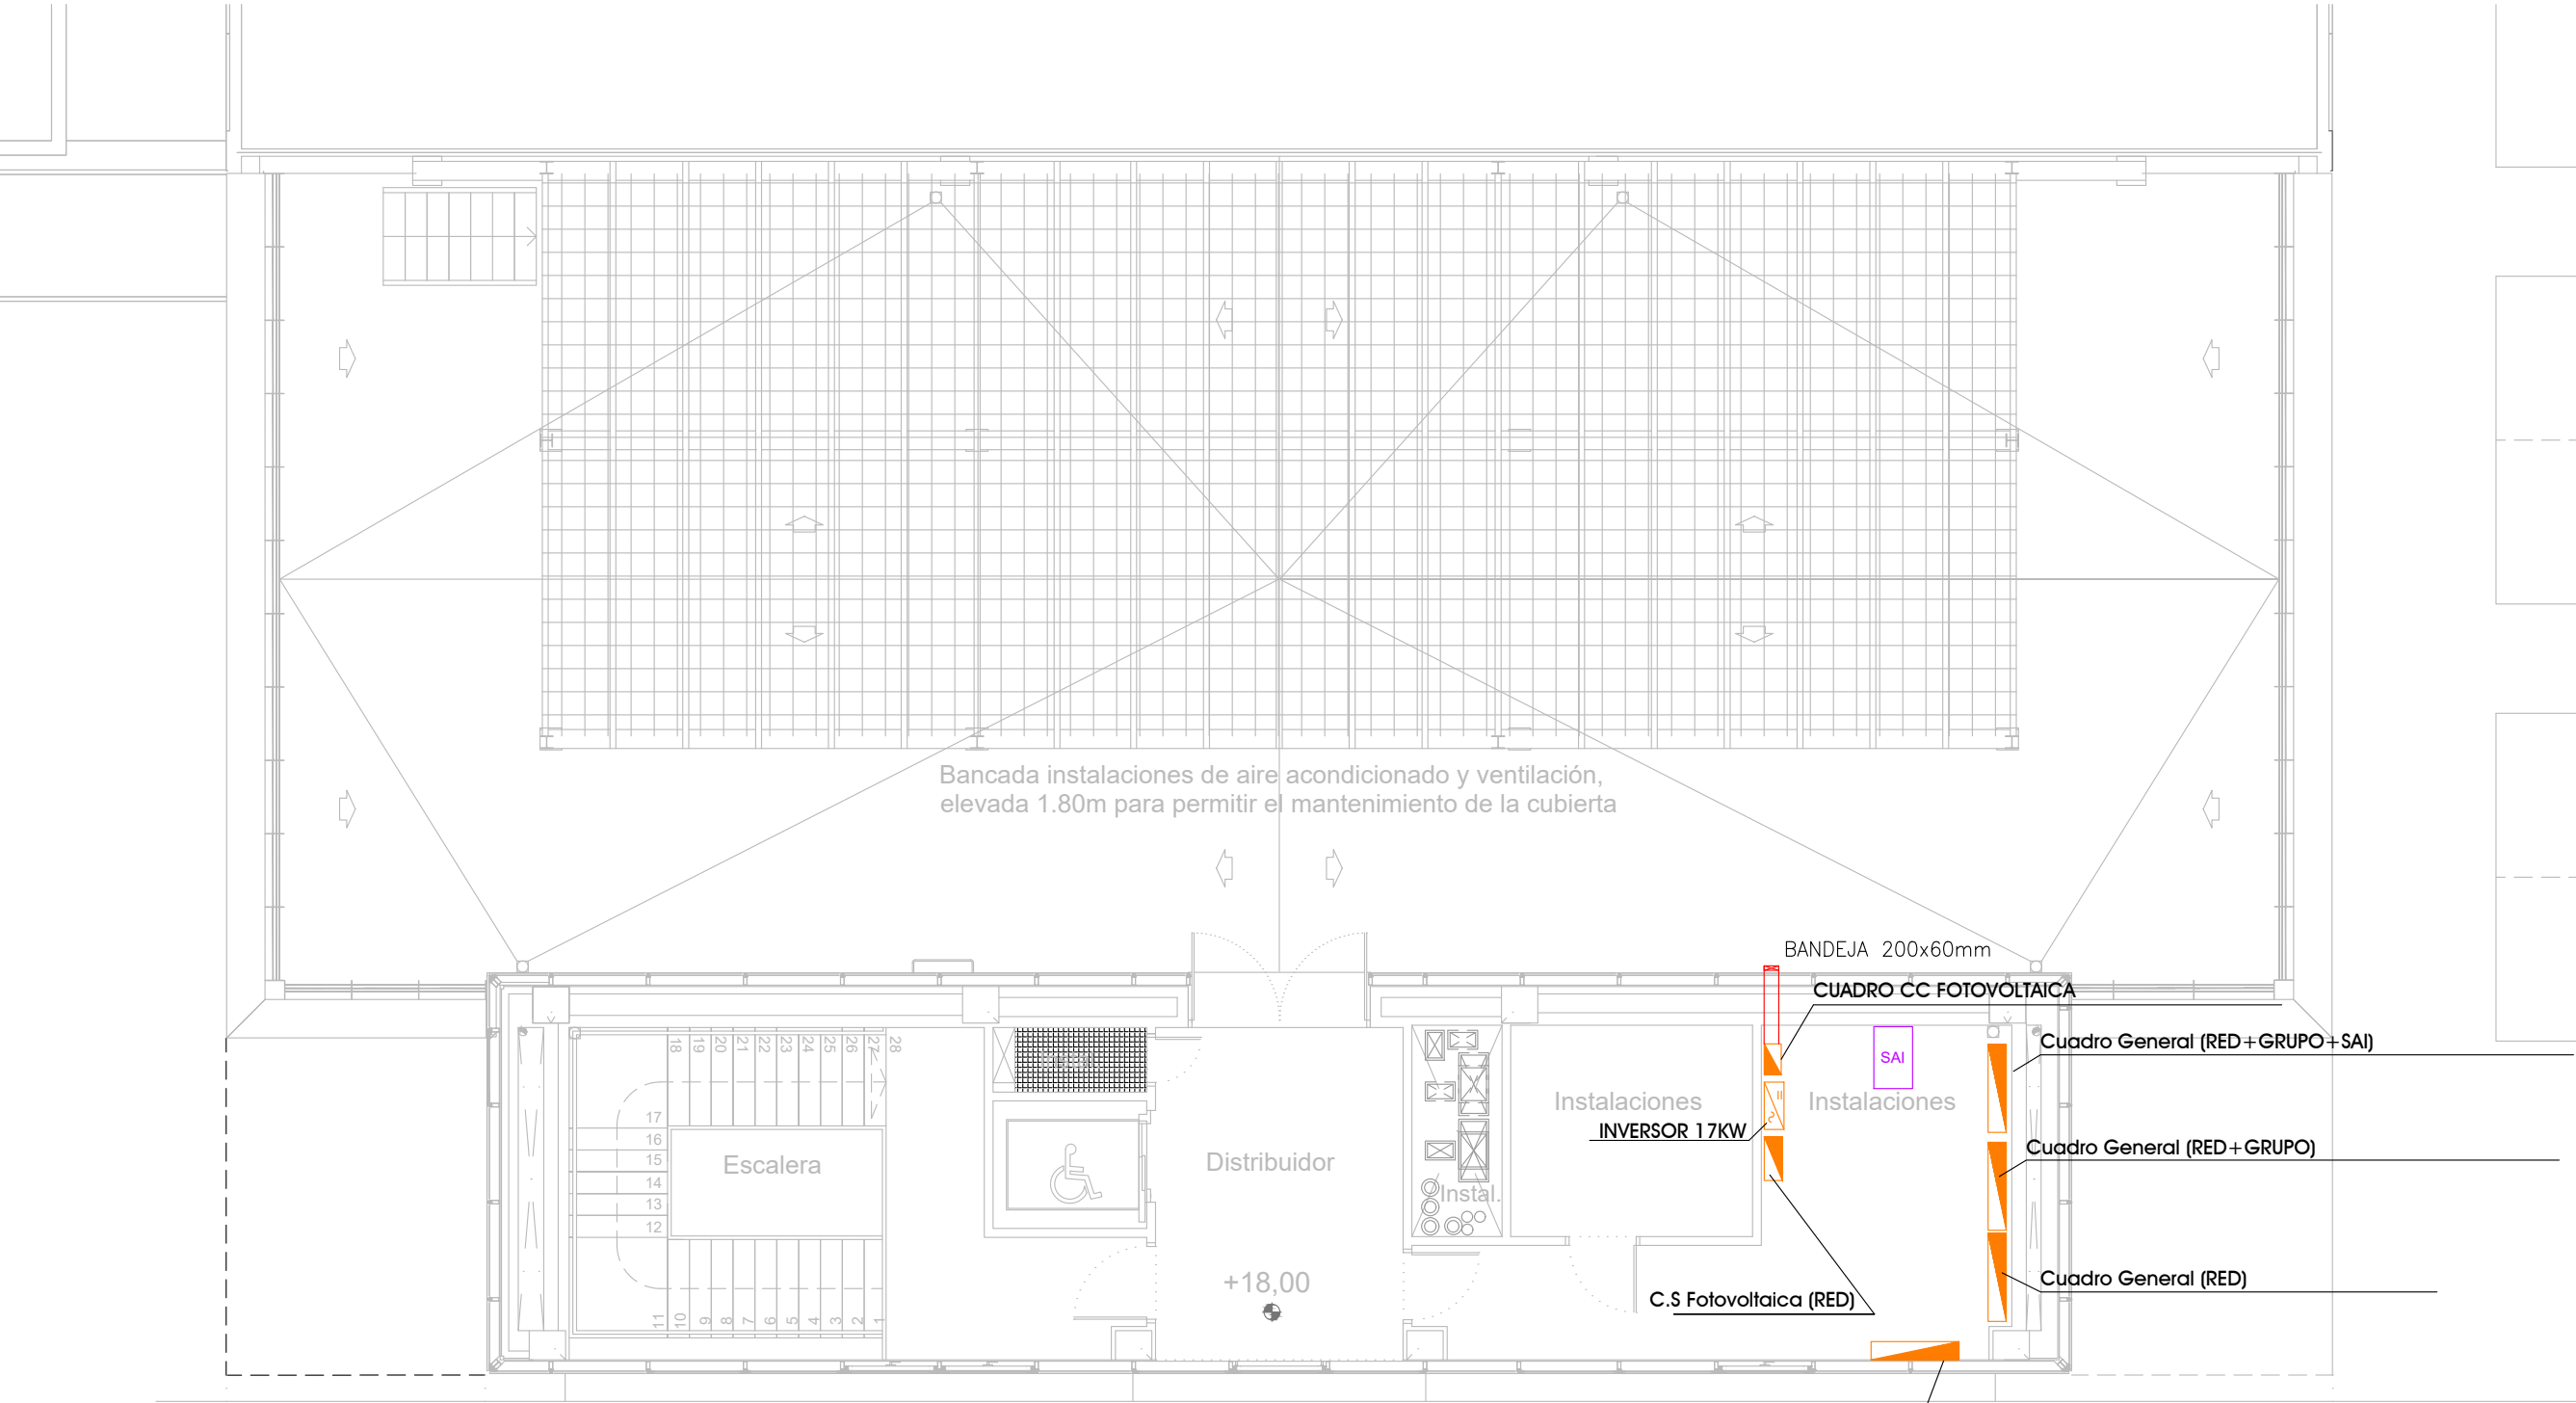 Bancada instalaciones de aire acondicionado y ventilación,
elevada 1.80m para permitir el mantenimiento de la cubierta
BANDEJA 200x60mm
CUADRO CC FOTOVOLTAICA
Cuadro General (RED+GRUPO+SAI)
SAI
18
19
20
21
22
23
24
25
26
27
28
Instalaciones
Instalaciones
INVERSOR 17KW
17
16
15
14
13
12
Escalera
Distribuidor
Cuadro General (RED+GRUPO)
Instal.
+18,00
Cuadro General (RED)
C.S Fotovoltaica (RED)
11
10
9
8
7
6
5
4
3
2
1